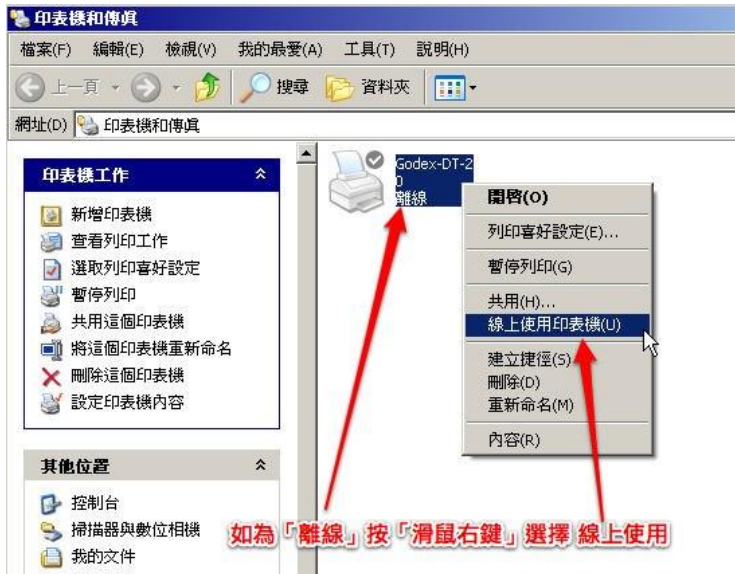 印表機和傳真
檔案(F) 編輯(E) 檢視(V) 我的最愛(A) 工具(T) 說明(H)
上一頁 搜尋 資料夾
網址(D) 印表機和傳真
印表機工作
新增印表機
查看列印工作
選取列印喜好設定
暫停列印
共用這個印表機
將這個印表機重新命名
刪除這個印表機
設定印表機內容
其他位置
控制台
掃描器與數位相機
我的文件
Godex-DT-2
0
離線
開啓(O)
列印喜好設定(E)...
暫停列印(G)
共用(H)...
線上使用印表機(U)
建立捷徑(S)
刪除(D)
重新命名(M)
內容(R)
如為「離線」按「滑鼠右鍵」選擇 線上使用